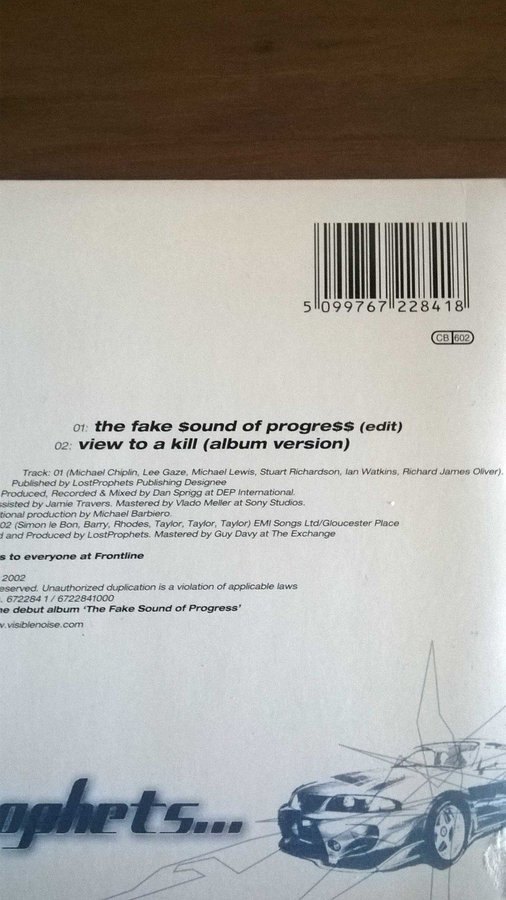 5 099767 228418
CB 602
01: the fake $ound of progre$$ (edit)
02: view to a kill (album version)
Track: 01 (Michael Chiplin, Lee Gaze, Michael Lewis, Stuart Richardson, Ian Watkins, Richard James Oliver).
Published by LostProphets Publishing Designee
Produced, Recorded & Mixed by Dan Sprigg at DEP International.
ssisted by Jamie Travers. Mastered by Vlado Meller at Sony Studios.
tional production by Michael Barbiero.
02 (Simon le Bon, Barry, Rhodes, Taylor, Taylor, Taylor) EMI Songs Ltd/Gloucester Place
d and Produced by LostProphets. Mastered by Guy Davy at The Exchange
s to everyone at Frontline
2002
eserved. Unauthorized duplication is a violation of applicable laws
. 672284 1 / 6722841000
ne debut album ‘The Fake Sound of Progress’
w.visiblenoise.com
ophets...